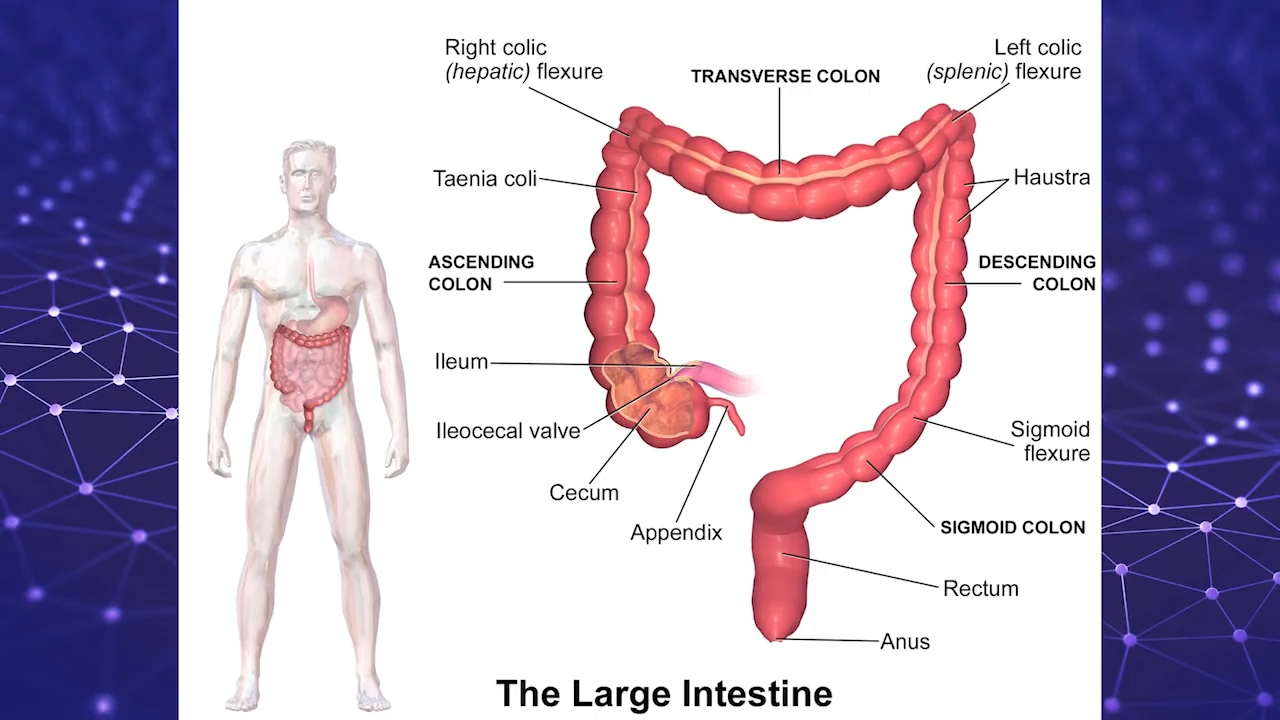 Right colic
(hepatic) flexure
TRANSVERSE COLON
Left colic
(splenic) flexure
Taenia coli
Haustra
ASCENDING
COLON
DESCENDING
COLON
Ileum
Ileocecal valve
Sigmoid
flexure
Cecum
Appendix
SIGMOID COLON
Rectum
Anus
The Large Intestine